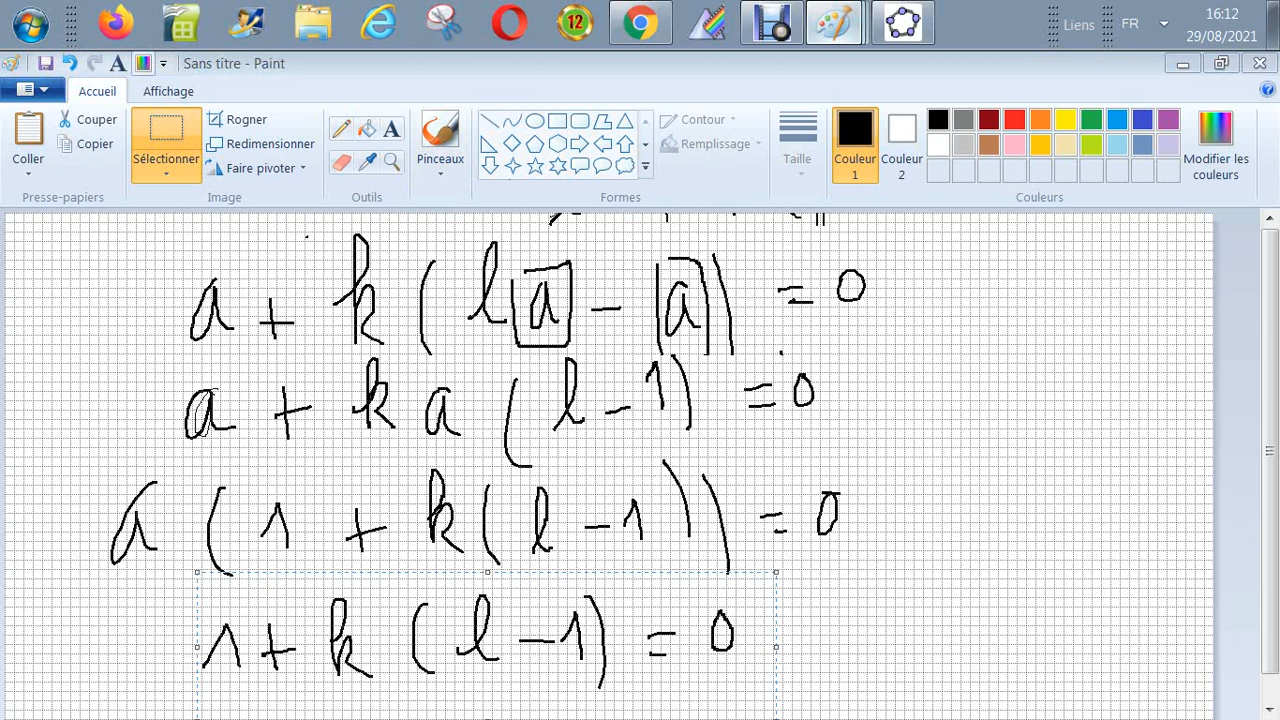 12
Liens
FR
16:12
29/08/2021
A
Sans titre - Paint
Accueil
Affichage
Coller
Couper
Copier
Presse-papiers
Sélectionner
Rogner
Redimensionner
Faire pivoter
Image
A
Outils
Pinceaux
Contour
Remplissage
Formes
Taille
Couleur 1
Couleur 2
Modifier les couleurs
Couleurs
a + k ( l a - a ) = 0
a + k a ( l - 1 ) = 0
a ( 1 + k ( l - 1 ) ) = 0
1 + k ( l - 1 ) = 0